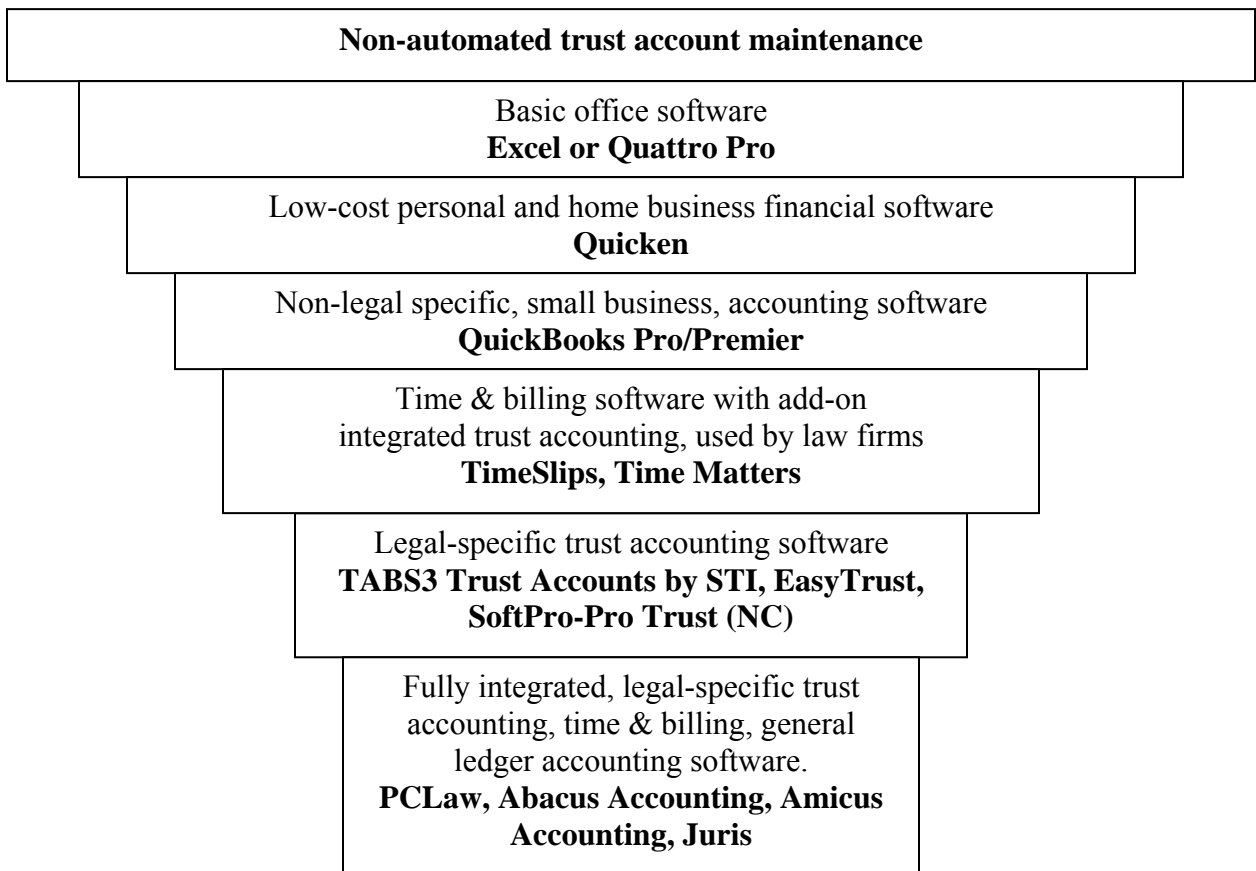 Non-automated trust account maintenance
Basic office software
Excel or Quattro Pro
Low-cost personal and home business financial software
Quicken
Non-legal specific, small business, accounting software
QuickBooks Pro/Premier
Time & billing software with add-on
integrated trust accounting, used by law firms
TimeSlips, Time Matters
Legal-specific trust accounting software
TABS3 Trust Accounts by STI, EasyTrust,
SoftPro-Pro Trust (NC)
Fully integrated, legal-specific trust
accounting, time & billing, general
ledger accounting software.
PCLaw, Abacus Accounting, Amicus
Accounting, Juris